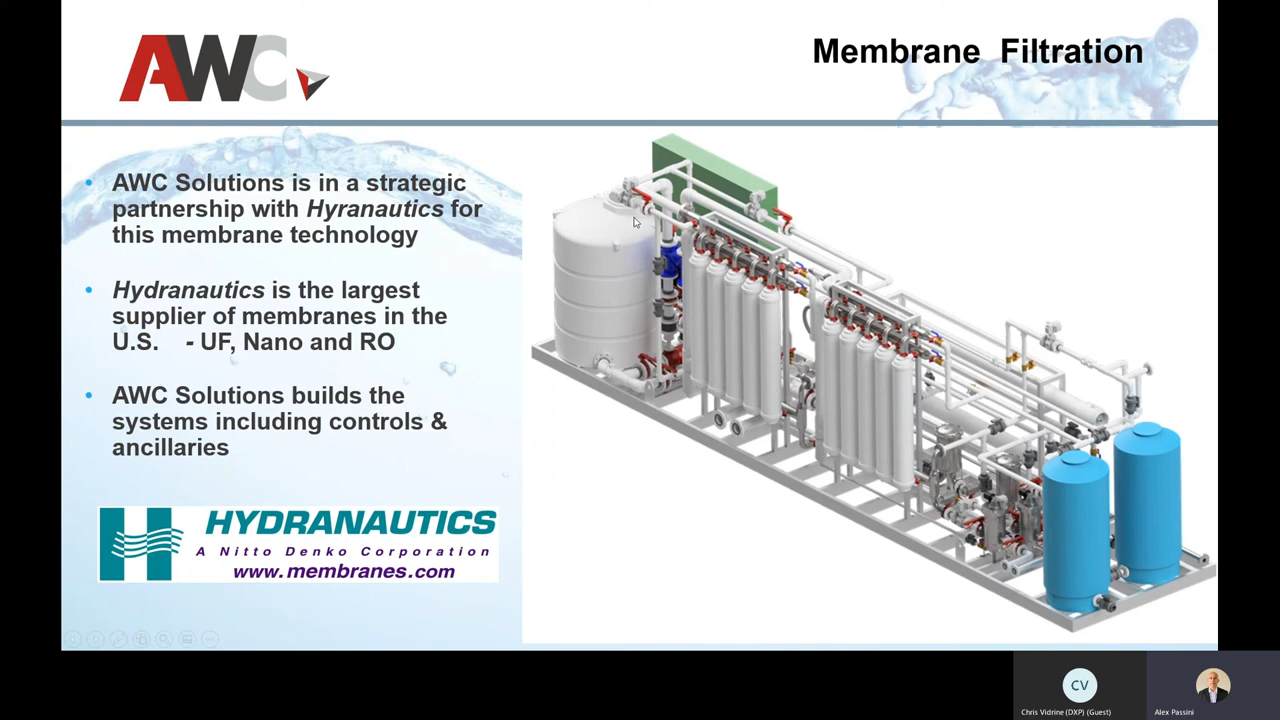 AWC
Membrane Filtration
AWC Solutions is in a strategic
partnership with Hyranautics for
this membrane technology
Hydranautics is the largest
supplier of membranes in the
U.S. - UF, Nano and RO
AWC Solutions builds the
systems including controls &
ancillaries
HYDRANAUTICS
A Nitto Denko Corporation
www.membranes.com
CV
Chris Vidrine (DXP) (Guest)
Alex Passini